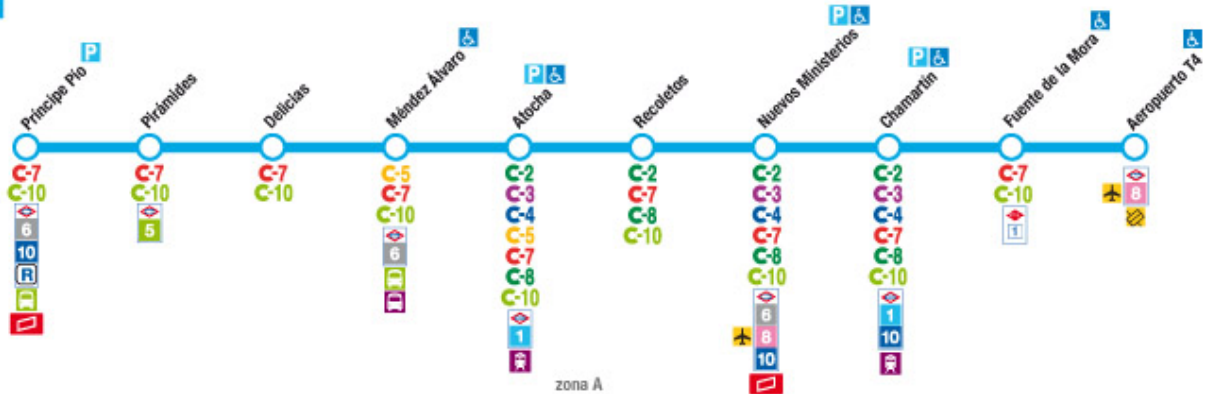 P
Príncipe Pío
Pirámides
Delicias
Méndez Álvaro
P
Atocha
Recoletos
P
Nuevos Ministerios
P
Chamartín
Fuente de la Mora
Aeropuerto T4
C-7
C-10
6
10
R
C-7
C-10
5
C-7
C-10
C-5
C-7
C-10
6
C-2
C-3
C-4
C-5
C-7
C-8
C-10
1
C-2
C-7
C-8
C-10
C-2
C-3
C-4
C-7
C-8
C-10
6
8
10
C-2
C-3
C-4
C-7
C-8
C-10
1
10
C-7
C-10
1
8
zona A